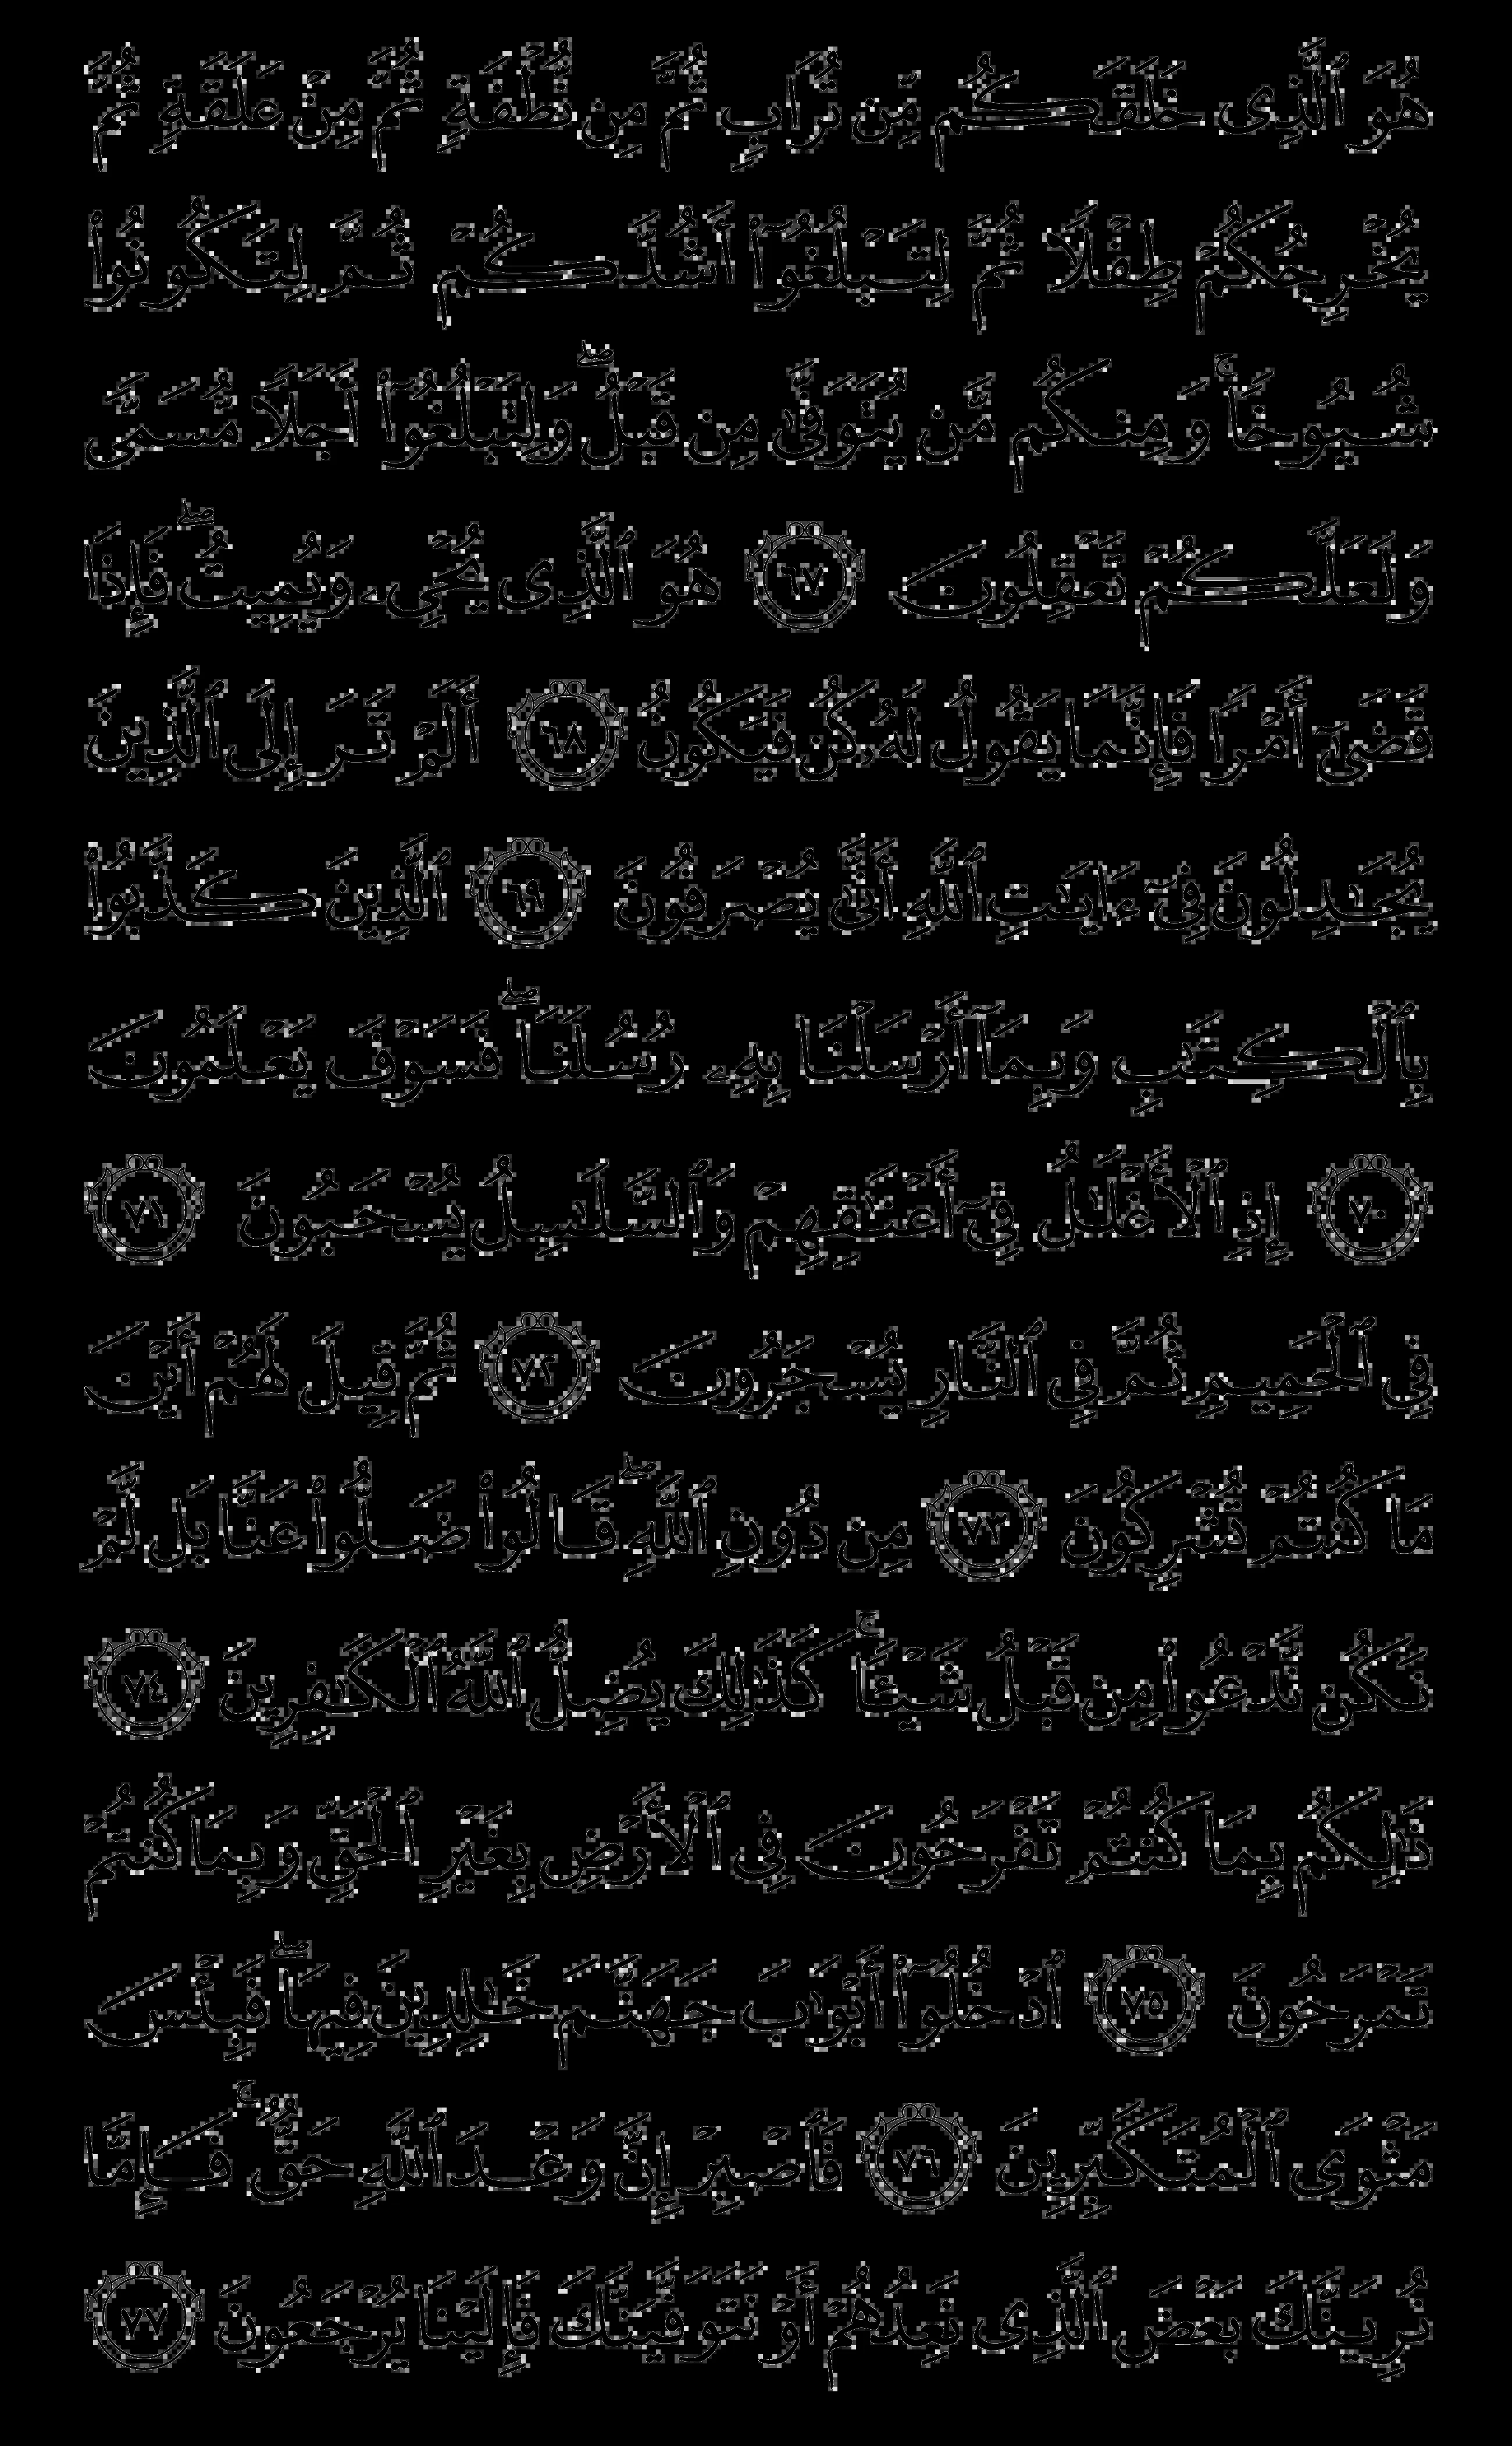 هُوَ ٱلَّذِى خَلَقَكُم مِّن تُرَابٍ ثُمَّ مِن نُّطْفَةٍ ثُمَّ مِنْ عَلَقَةٍ ثُمَّ
يُخْرِجُكُمْ طِفْلًا ثُمَّ لِتَبْلُغُوٓا۟ أَشُدَّكُمْ ثُمَّ لِتَكُونُوا۟
شُيُوخًا ۚ وَمِنكُم مَّن يُتَوَفَّىٰ مِن قَبْلُ ۖ وَلِتَبْلُغُوٓا۟ أَجَلًا مُّسَمًّى
وَلَعَلَّكُمْ تَعْقِلُونَ ٦٧ هُوَ ٱلَّذِى يُحْىِۦ وَيُمِيتُ ۖ فَإِذَا
قَضَىٰٓ أَمْرًا فَإِنَّمَا يَقُولُ لَهُۥ كُن فَيَكُونُ ٦٨ أَلَمْ تَرَ إِلَى ٱلَّذِينَ
يُجَٰدِلُونَ فِىٓ ءَايَٰتِ ٱللَّهِ أَنَّىٰ يُصْرَفُونَ ٦٩ ٱلَّذِينَ كَذَّبُوا۟
بِٱلْكِتَٰبِ وَبِمَآ أَرْسَلْنَا بِهِۦ رُسُلَنَا ۖ فَسَوْفَ يَعْلَمُونَ
٧٠ إِذِ ٱلْأَغْلَٰلُ فِىٓ أَعْنَٰقِهِمْ وَٱلسَّلَٰسِلُ يُسْحَبُونَ ٧١
فِى ٱلْحَمِيمِ ثُمَّ فِى ٱلنَّارِ يُسْجَرُونَ ٧٢ ثُمَّ قِيلَ لَهُمْ أَيْنَ
مَا كُنتُمْ تُشْرِكُونَ ٧٣ مِن دُونِ ٱللَّهِ ۖ قَالُوا۟ ضَلُّوا۟ عَنَّا بَل لَّمْ
نَكُن نَّدْعُوا۟ مِن قَبْلُ شَيْـًٔا ۚ كَذَٰلِكَ يُضِلُّ ٱللَّهُ ٱلْكَٰفِرِينَ ٧٤
ذَٰلِكُم بِمَا كُنتُمْ تَفْرَحُونَ فِى ٱلْأَرْضِ بِغَيْرِ ٱلْحَقِّ وَبِمَا كُنتُمْ
تَمْرَحُونَ ٧٥ ٱدْخُلُوٓا۟ أَبْوَٰبَ جَهَنَّمَ خَٰلِدِينَ فِيهَا ۖ فَبِئْسَ
مَثْوَى ٱلْمُتَكَبِّرِينَ ٧٦ فَٱصْبِرْ إِنَّ وَعْدَ ٱللَّهِ حَقٌّ ۚ فَإِمَّا
نُرِيَنَّكَ بَعْضَ ٱلَّذِى نَعِدُهُمْ أَوْ نَتَوَفَّيَنَّكَ فَإِلَيْنَا يُرْجَعُونَ ٧٧